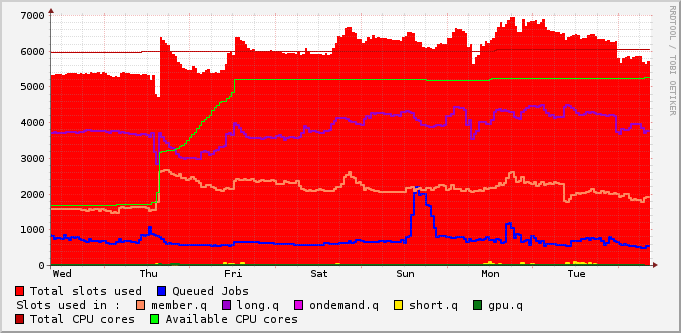 7000
6000
5000
4000
3000
2000
1000
0
Wed Thu Fri Sat Sun Mon Tue
Total slots used Queued Jobs
Slots used in : member.q long.q ondemand.q short.q gpu.q
Total CPU cores Available CPU cores
RRDTOOL / TOBI OETIKER